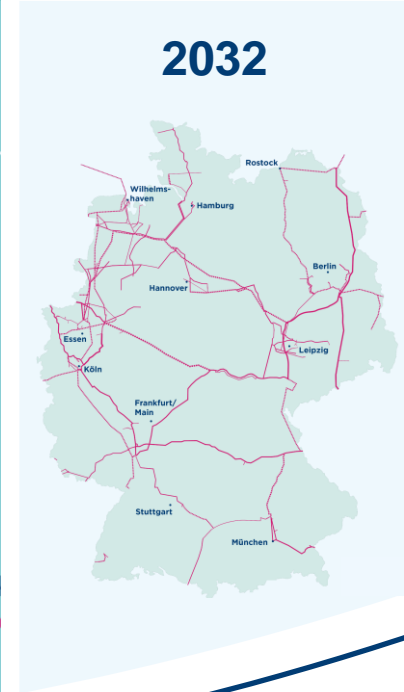 2032
Rostock
Wilhelms-
haven
Hamburg
Berlin
Hannover
Essen
Leipzig
Köln
Frankfurt/
Main
Stuttgart
München